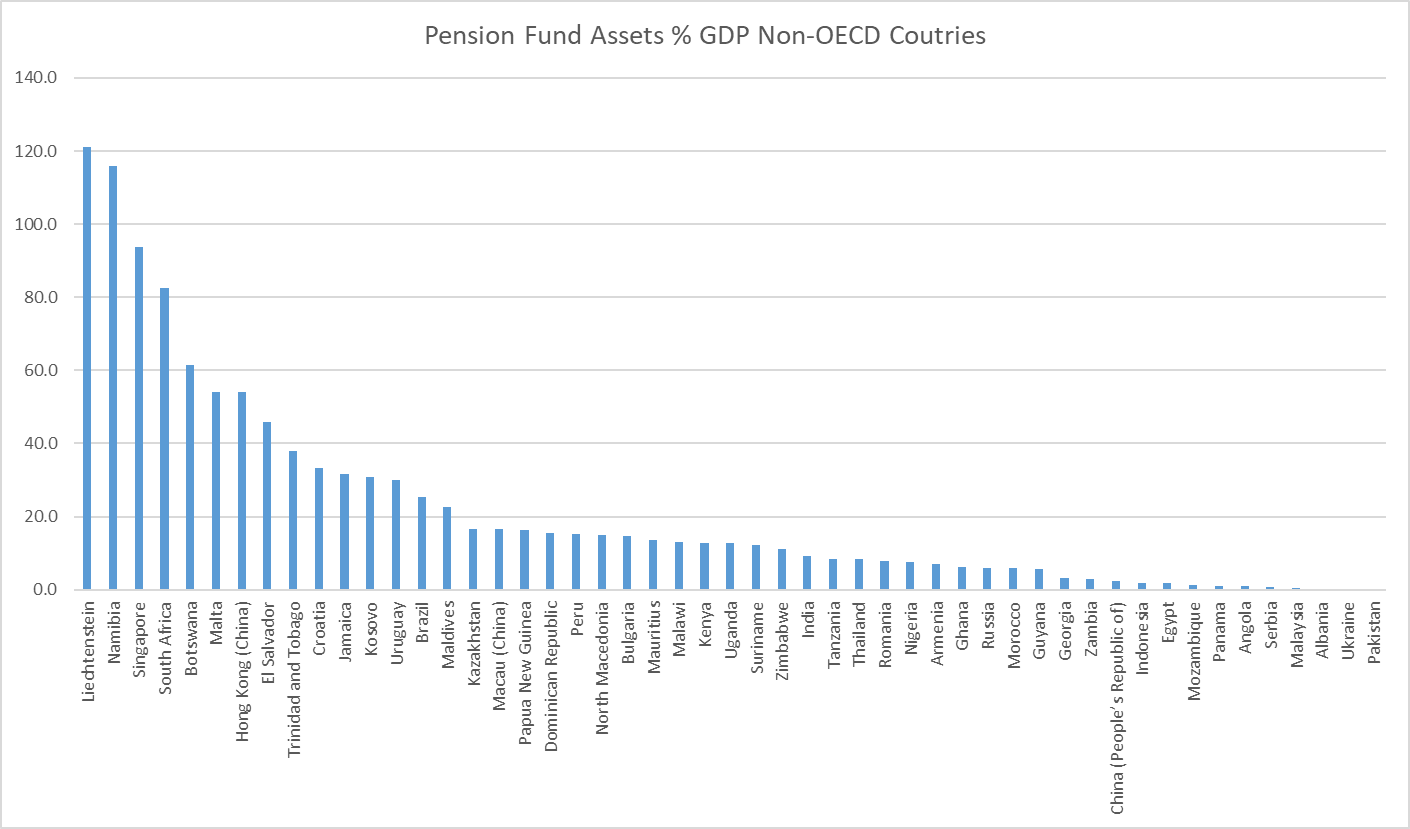 Pension Fund Assets % GDP Non-OECD Coutries
140.0
120.0
100.0
80.0
60.0
40.0
20.0
0.0
Liechtenstein
Namibia
Singapore
South Africa
Botswana
Malta
Hong Kong (China)
El Salvador
Trinidad and Tobago
Croatia
Jamaica
Kosovo
Uruguay
Brazil
Maldives
Kazakhstan
Macau (China)
Papua New Guinea
Dominican Republic
Peru
North Macedonia
Bulgaria
Mauritius
Malawi
Kenya
Uganda
Suriname
Zimbabwe
India
Tanzania
Thailand
Romania
Nigeria
Armenia
Ghana
Russia
Morocco
Guyana
Georgia
Zambia
China (People’s Republic of)
Indonesia
Egypt
Mozambique
Panama
Angola
Serbia
Malaysia
Albania
Ukraine
Pakistan